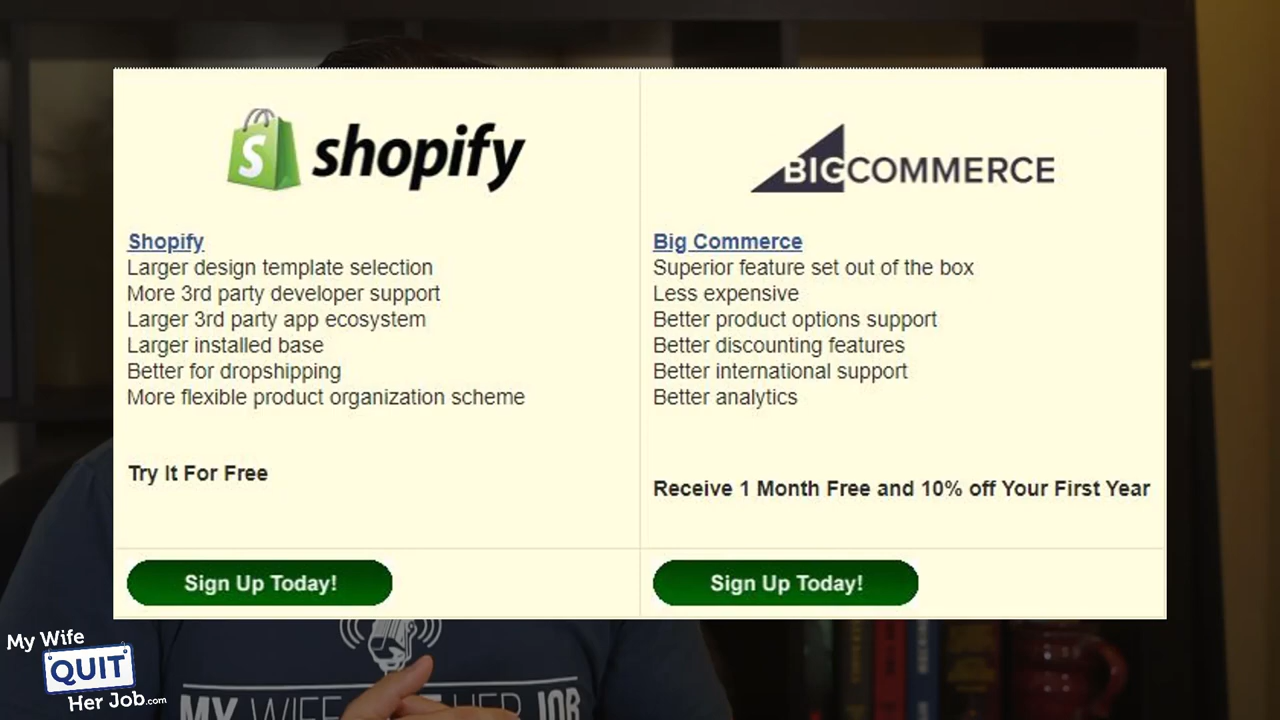 S shopify
BIGCOMMERCE
Shopify
Larger design template selection
More 3rd party developer support
Larger 3rd party app ecosystem
Larger installed base
Better for dropshipping
More flexible product organization scheme
Try It For Free
Sign Up Today!
Big Commerce
Superior feature set out of the box
Less expensive
Better product options support
Better discounting features
Better international support
Better analytics
Receive 1 Month Free and 10% off Your First Year
Sign Up Today!
My Wife
QUIT
Her Job.com
MY WIFE
HER JOB